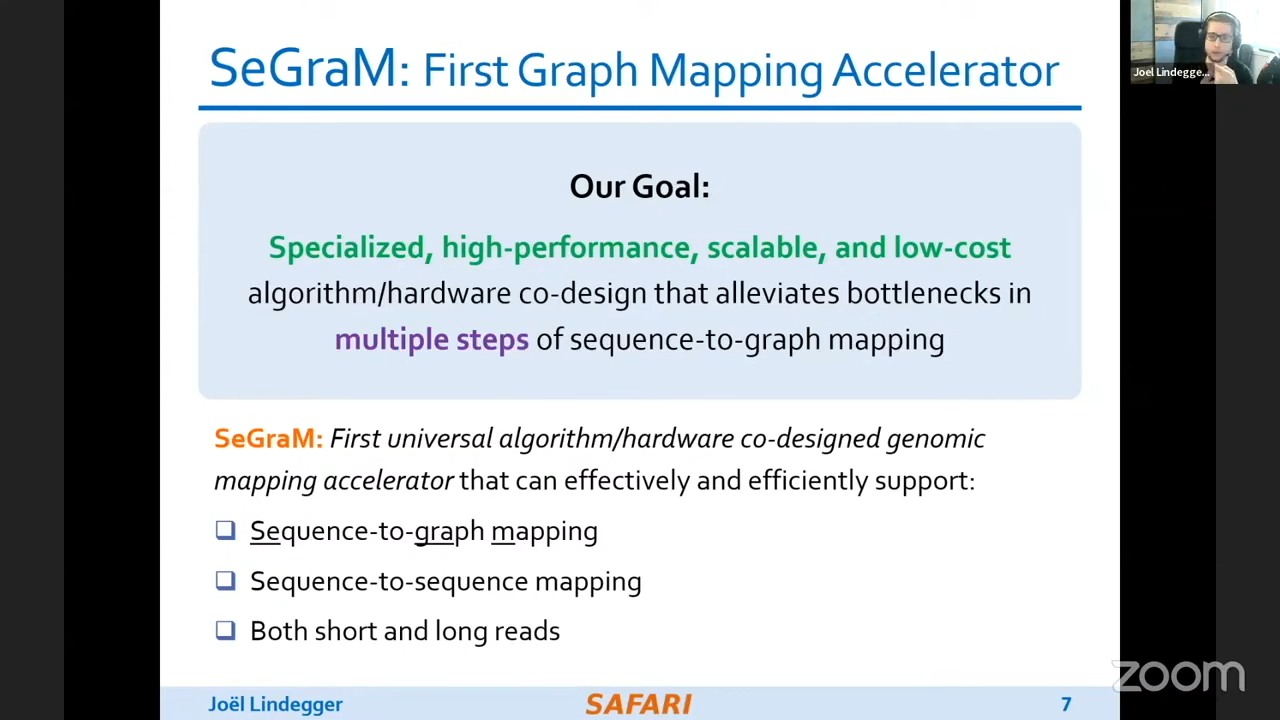 SeGraM: First Graph Mapping Accelerator
Joel Lindegge...
Our Goal:
Specialized, high-performance, scalable, and low-cost
algorithm/hardware co-design that alleviates bottlenecks in
multiple steps of sequence-to-graph mapping
SeGraM: First universal algorithm/hardware co-designed genomic
mapping accelerator that can effectively and efficiently support:
❑ Sequence-to-graph mapping
❑ Sequence-to-sequence mapping
❑ Both short and long reads
zoom
Joël Lindegger
SAFARI
7